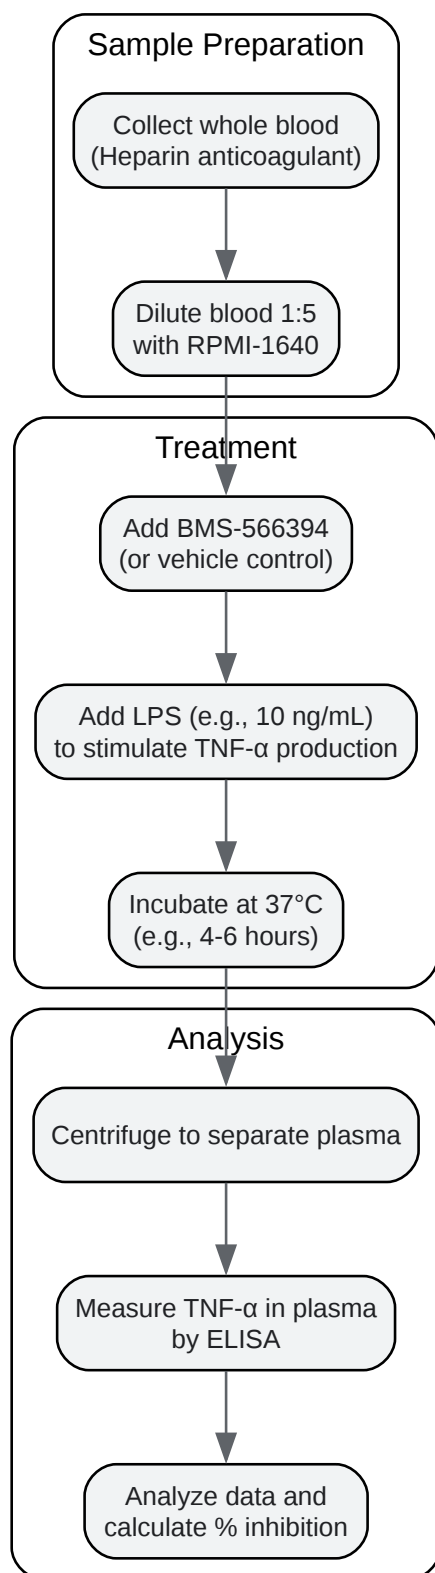 Sample Preparation
Collect whole blood
(Heparin anticoagulant)
Dilute blood 1:5
with RPMI-1640
Treatment
Add BMS-566394
(or vehicle control)
Add LPS (e.g., 10 ng/mL)
to stimulate TNF-α production
Incubate at 37°C
(e.g., 4-6 hours)
Analysis
Centrifuge to separate plasma
Measure TNF-α in plasma
by ELISA
Analyze data and
calculate % inhibition